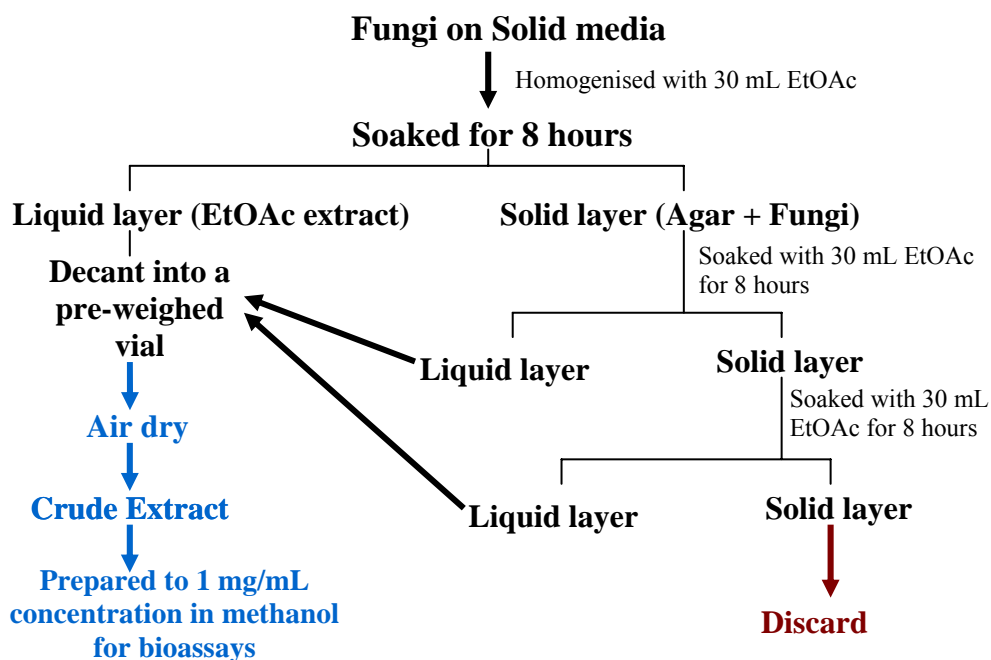 Fungi on Solid media
Homogenised with 30 mL EtOAc
Soaked for 8 hours
Liquid layer (EtOAc extract)
Solid layer (Agar + Fungi)
Soaked with 30 mL EtOAc
for 8 hours
Decant into a
pre-weighed
vial
Liquid layer
Solid layer
Soaked with 30 mL
EtOAc for 8 hours
Air dry
Crude Extract
Liquid layer
Solid layer
Prepared to 1 mg/mL
concentration in methanol
for bioassays
Discard